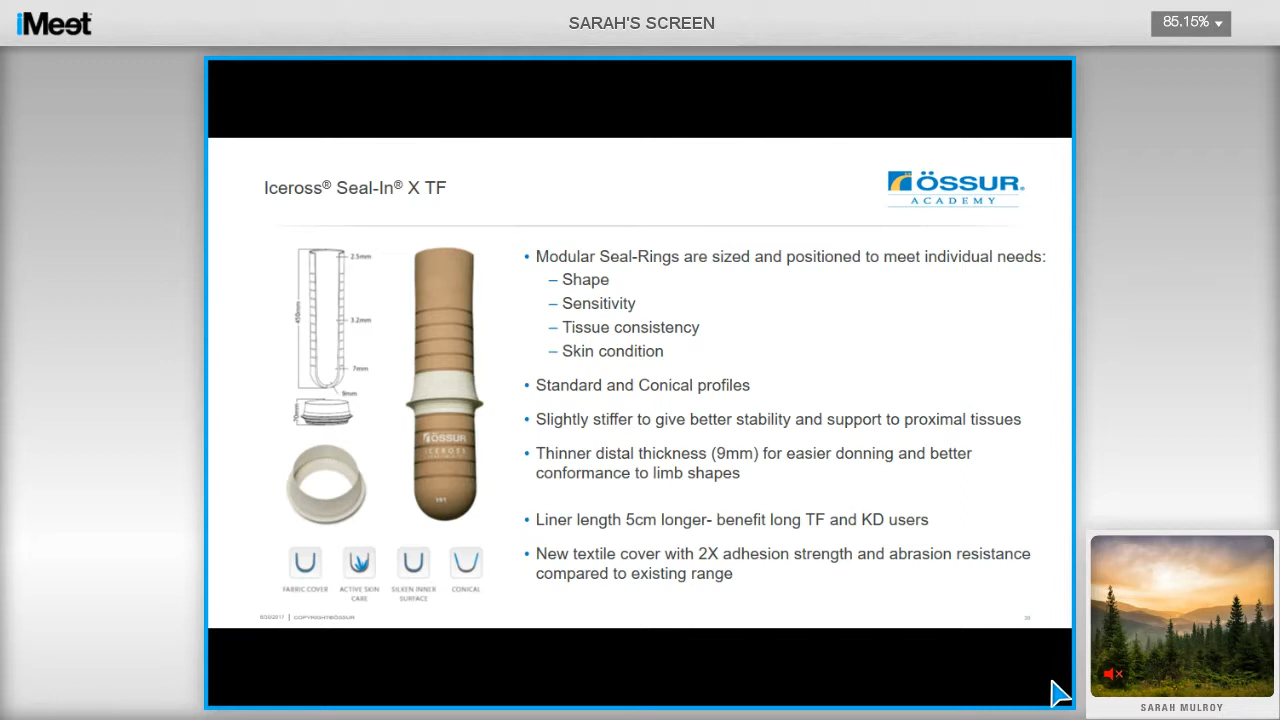 iMeet
SARAH'S SCREEN
85.15%
Iceross® Seal-In® X TF
ÖSSUR®
ACADEMY
2.5mm
450mm
3.2mm
7mm
9mm
ÖSSUR
ICEROSS
• Modular Seal-Rings are sized and positioned to meet individual needs:
– Shape
– Sensitivity
– Tissue consistency
– Skin condition
• Standard and Conical profiles
• Slightly stiffer to give better stability and support to proximal tissues
• Thinner distal thickness (9mm) for easier donning and better
conformance to limb shapes
• Liner length 5cm longer- benefit long TF and KD users
• New textile cover with 2X adhesion strength and abrasion resistance
compared to existing range
FABRIC COVER
ACTIVE SKIN
CARE
SILKEN INNER
SURFACE
CONICAL
COPYRIGHT©ÖSSUR
SARAH MULROY